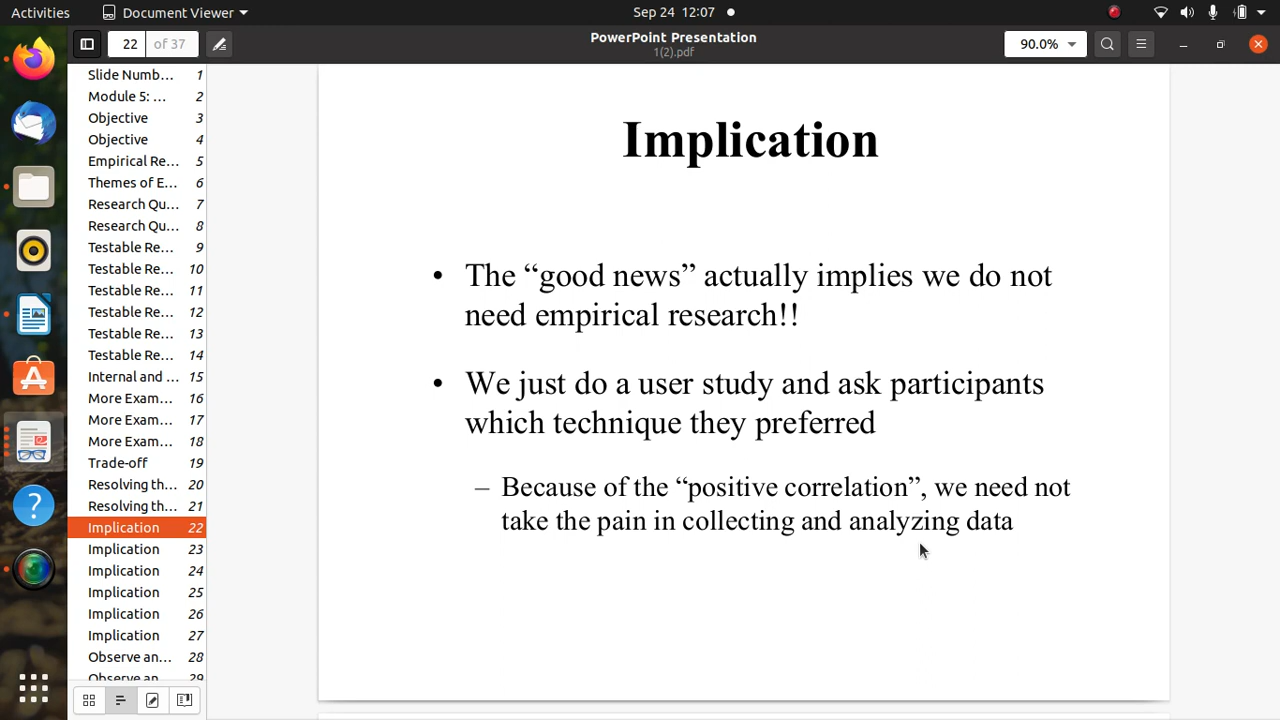 Activities
Document Viewer
Sep 24 12:07
22
of 37
PowerPoint Presentation
1(2).pdf
90.0%
Slide Numb... 1
Module 5: ... 2
Objective 3
Objective 4
Empirical Re... 5
Themes of E... 6
Research Qu... 7
Research Qu... 8
Testable Re... 9
Testable Re... 10
Testable Re... 11
Testable Re... 12
Testable Re... 13
Testable Re... 14
Internal and ... 15
More Exam... 16
More Exam... 17
More Exam... 18
Trade-off 19
Resolving th... 20
Resolving th... 21
Implication 22
Implication 23
Implication 24
Implication 25
Implication 26
Implication 27
Observe an... 28
Observe an 29
Implication
• The “good news” actually implies we do not
need empirical research!!
• We just do a user study and ask participants
which technique they preferred
– Because of the “positive correlation”, we need not
take the pain in collecting and analyzing data